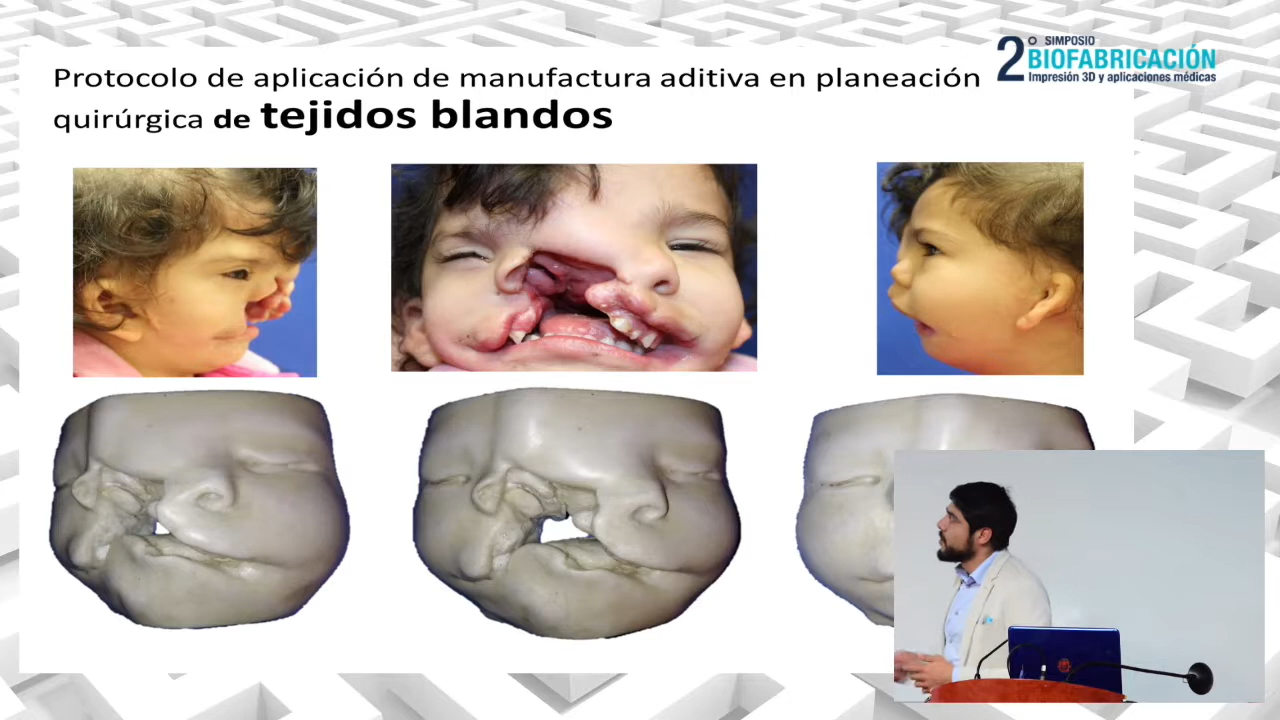 Protocolo de aplicación de manufactura aditiva en planeación
quirúrgica de tejidos blandos
2° SIMPOSIO
BIOFABRICACIÓN
Impresión 3D y aplicaciones médicas